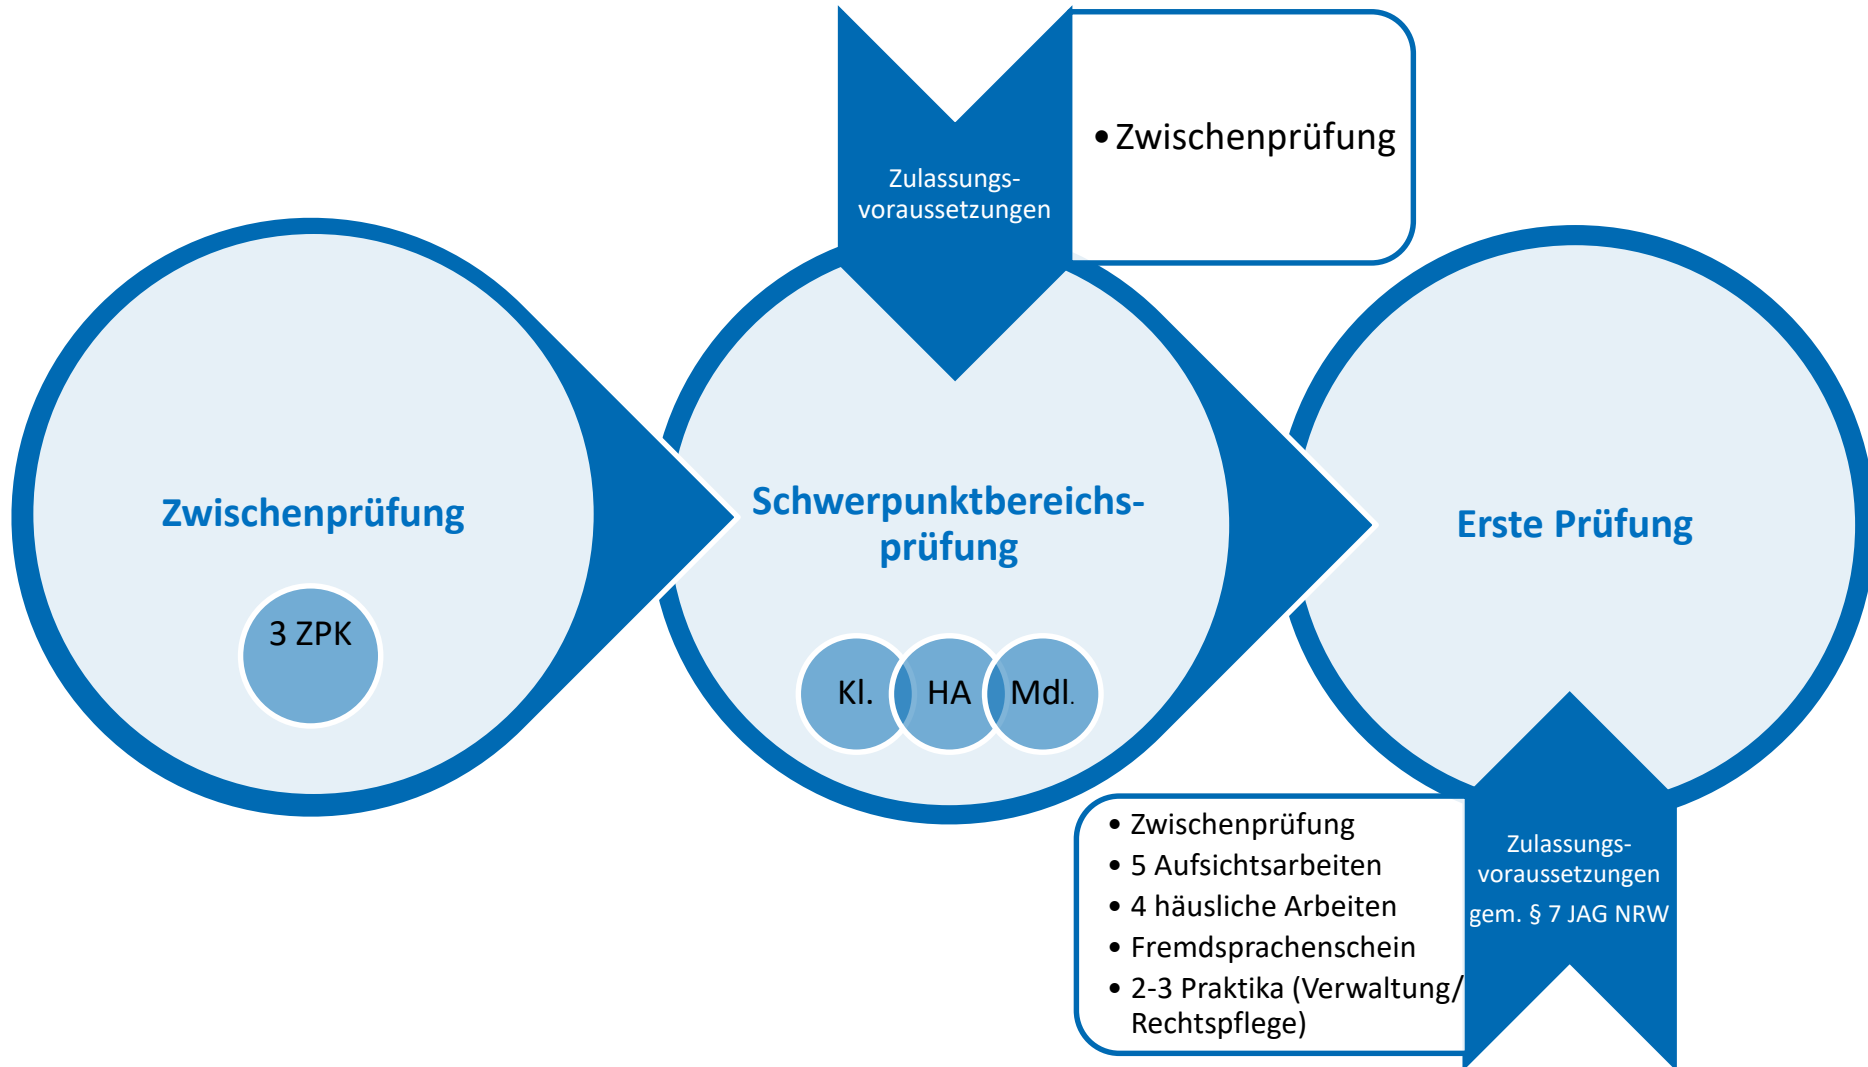 Zulassungs-
voraussetzungen
• Zwischenprüfung
Zwischenprüfung
3 ZPK
Schwerpunktbereichs-
prüfung
Kl.
HA
Mdl.
Erste Prüfung
• Zwischenprüfung
• 5 Aufsichtsarbeiten
• 4 häusliche Arbeiten
• Fremdsprachenschein
• 2-3 Praktika (Verwaltung/
Rechtspflege)
Zulassungs-
voraussetzungen
gem. § 7 JAG NRW